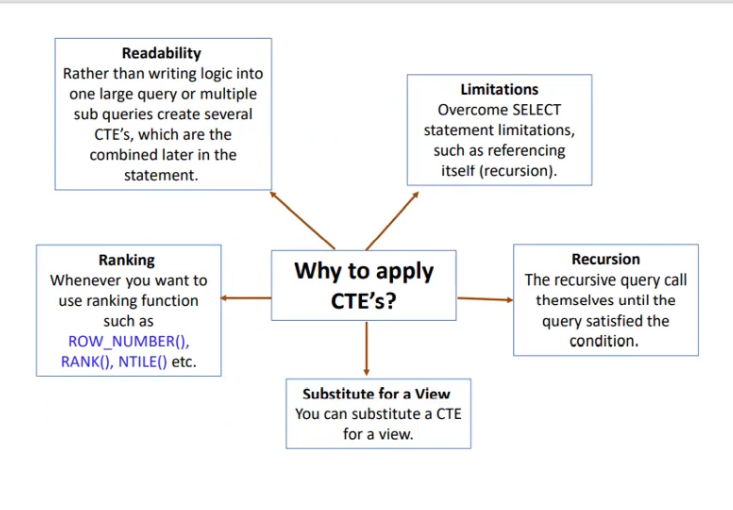 Readability
Rather than writing logic into
one large query or multiple
sub queries create several
CTE's, which are the
combined later in the
statement.
Limitations
Overcome SELECT
statement limitations,
such as referencing
itself (recursion).
Ranking
Whenever you want to
use ranking function
such as
ROW_NUMBER(),
RANK(), NTILE() etc.
Why to apply
CTE's?
Recursion
The recursive query call
themselves until the
query satisfied the
condition.
Substitute for a View
You can substitute a CTE
for a view.